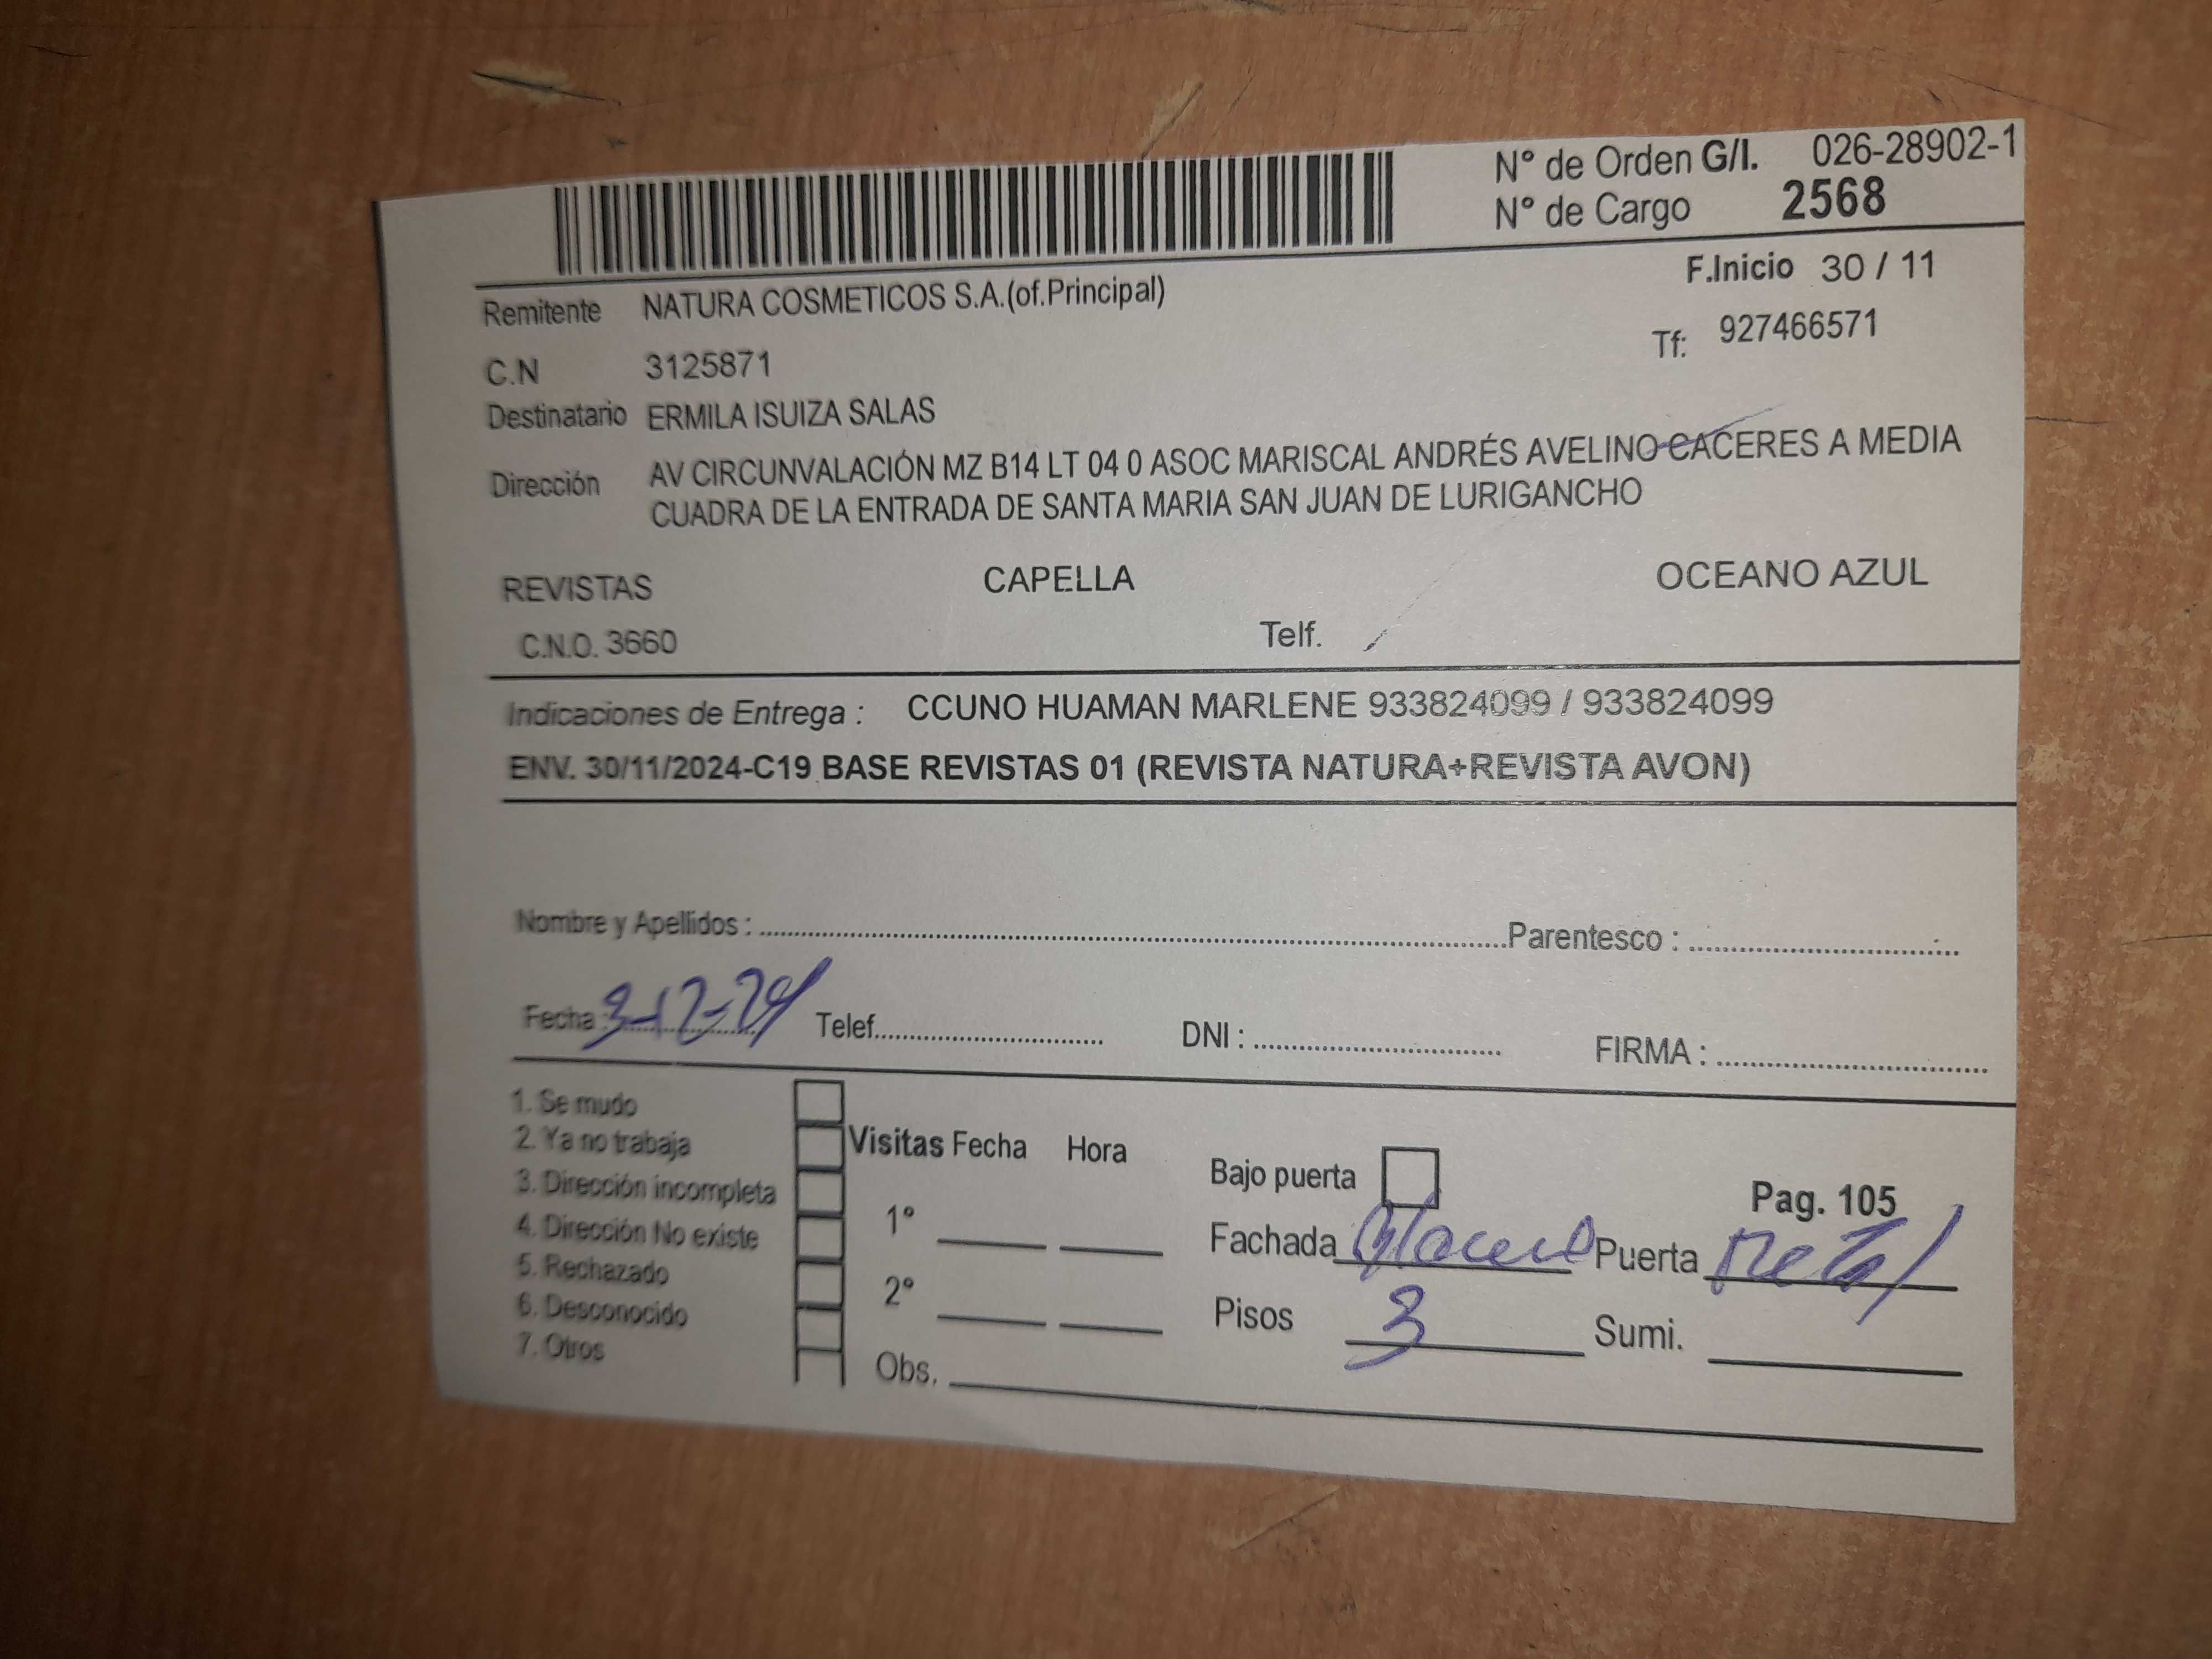 N° de Orden G/I. 026-28902-1
N° de Cargo 2568
F.Inicio 30 / 11
Remitente NATURA COSMETICOS S.A.(of.Principal)
Tf: 927466571
C.N 3125871
Destinatario ERMILA ISUIZA SALAS
Dirección AV CIRCUNVALACIÓN MZ B14 LT 04 0 ASOC MARISCAL ANDRÉS AVELINO CACERES A MEDIA
CUADRA DE LA ENTRADA DE SANTA MARIA SAN JUAN DE LURIGANCHO
REVISTAS CAPELLA OCEANO AZUL
C.N.O. 3660 Telf.
Indicaciones de Entrega : CCUNO HUAMAN MARLENE 933824099 / 933824099
ENV. 30/11/2024-C19 BASE REVISTAS 01 (REVISTA NATURA+REVISTA AVON)
Nombre y Apellidos : Parentesco :
Fecha : 3-12-24 Telef. DNI : FIRMA :
1. Se mudo
2. Ya no trabaja
3. Dirección incompleta
4. Dirección No existe
5. Rechazado
6. Desconocido
7. Otros
Visitas Fecha Hora
1°
2°
Obs.
Bajo puerta
Pag. 105
Fachada Puerta Metal
Pisos 3 Sumi.